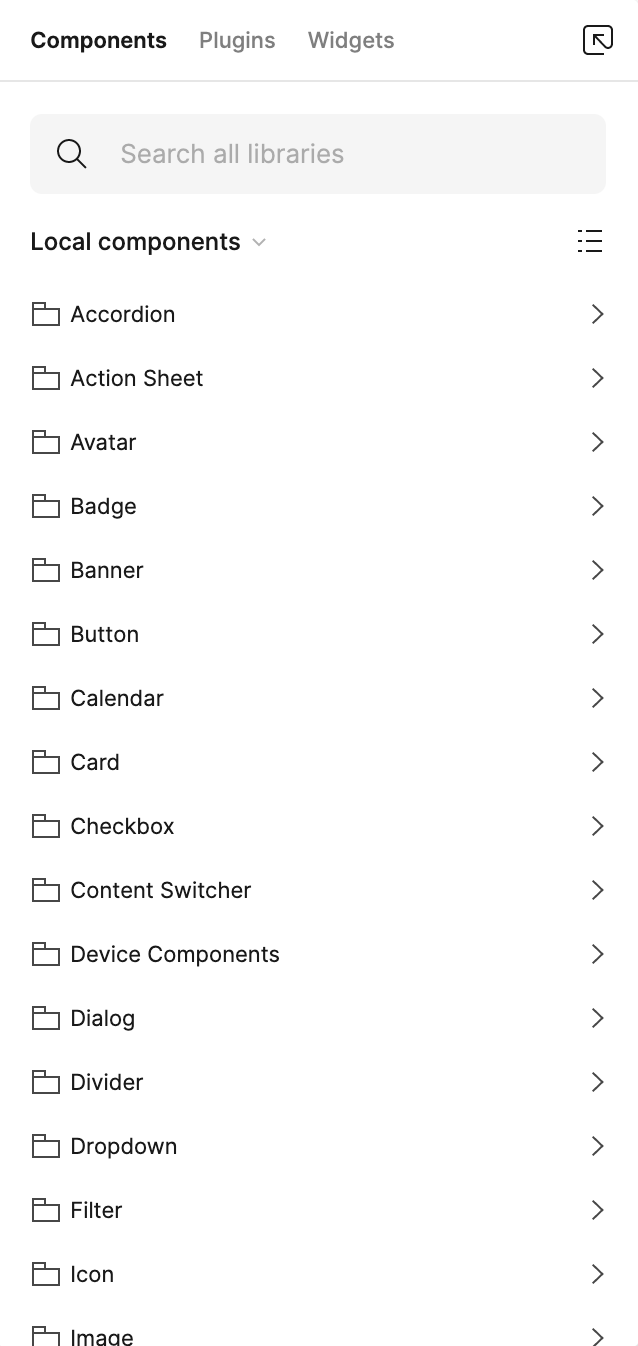 Components Plugins Widgets
Search all libraries
Local components
Accordion
Action Sheet
Avatar
Badge
Banner
Button
Calendar
Card
Checkbox
Content Switcher
Device Components
Dialog
Divider
Dropdown
Filter
Icon
Image